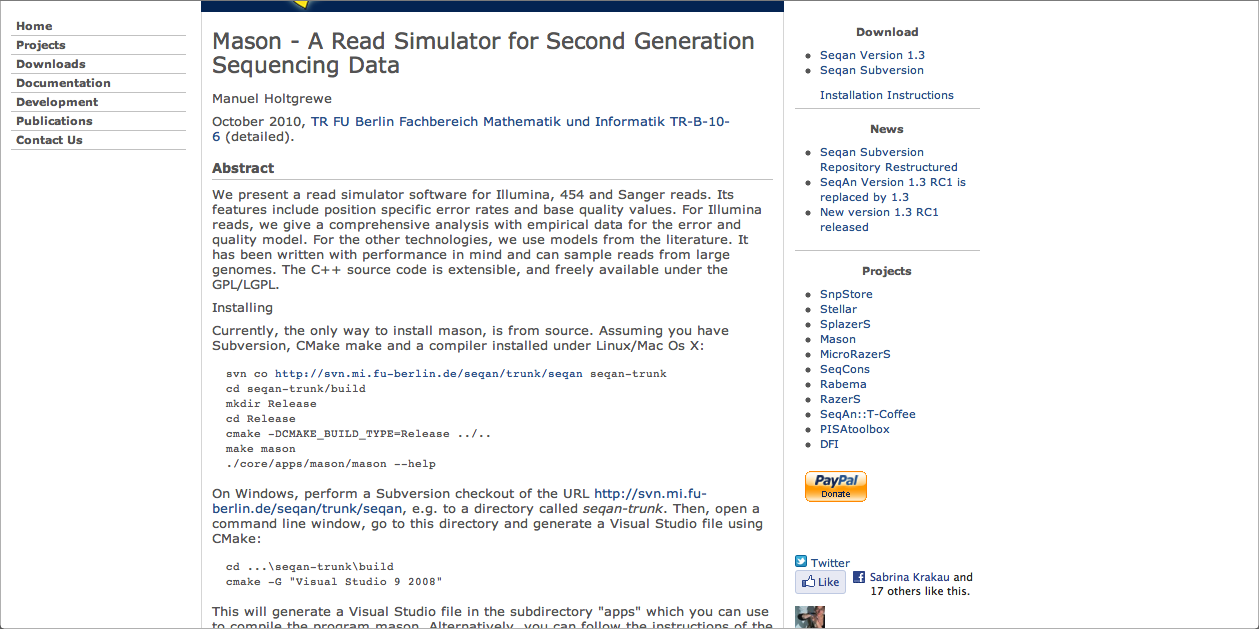 Home
Projects
Downloads
Documentation
Development
Publications
Contact Us
Mason - A Read Simulator for Second Generation
Sequencing Data
Manuel Holtgrewe
October 2010, TR FU Berlin Fachbereich Mathematik und Informatik TR-B-10-
6 (detailed).
Abstract
We present a read simulator software for Illumina, 454 and Sanger reads. Its
features include position specific error rates and base quality values. For Illumina
reads, we give a comprehensive analysis with empirical data for the error and
quality model. For the other technologies, we use models from the literature. It
has been written with performance in mind and can sample reads from large
genomes. The C++ source code is extensible, and freely available under the
GPL/LGPL.
Installing
Currently, the only way to install mason, is from source. Assuming you have
Subversion, CMake make and a compiler installed under Linux/Mac Os X:
svn co http://svn.mi.fu-berlin.de/seqan/trunk/seqan seqan-trunk
cd seqan-trunk/build
mkdir Release
cd Release
cmake -DCMAKE_BUILD_TYPE=Release ../..
make mason
./core/apps/mason/mason --help
On Windows, perform a Subversion checkout of the URL http://svn.mi.fu-
berlin.de/seqan/trunk/seqan, e.g. to a directory called seqan-trunk. Then, open a
command line window, go to this directory and generate a Visual Studio file using
CMake:
cd ...\seqan-trunk\build
cmake -G "Visual Studio 9 2008"
This will generate a Visual Studio file in the subdirectory "apps" which you can use
to compile the program mason. Alternatively, you can follow the instructions of the
Download
Seqan Version 1.3
Seqan Subversion
Installation Instructions
News
Seqan Subversion
Repository Restructured
SeqAn Version 1.3 RC1 is
replaced by 1.3
New version 1.3 RC1
released
Projects
SnpStore
Stellar
SplazerS
Mason
MicroRazerS
SeqCons
Rabema
RazerS
SeqAn::T-Coffee
PISAtoolbox
DFI
PayPal
Donate
Twitter
Like
Sabrina Krakau and
17 others like this.